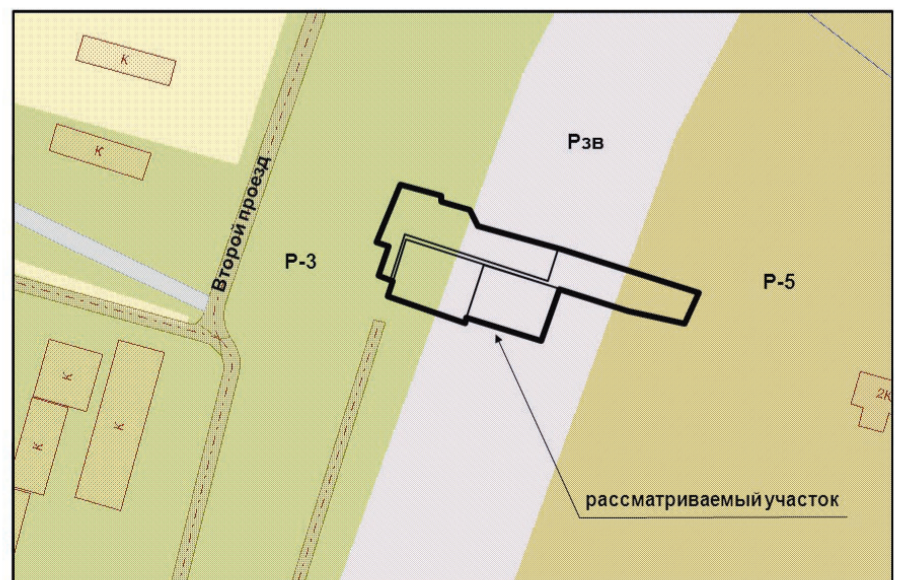 К
К
Рзв
Второй проезд
Р-3
Р-5
К
К
К
2К
рассматриваемый участок